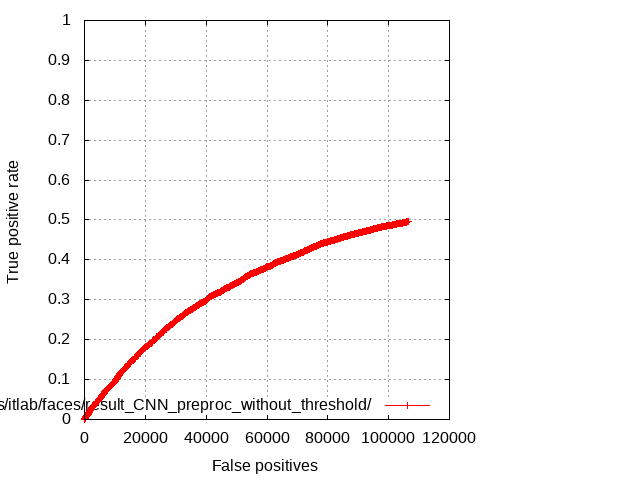 1
0.9
0.8
0.7
0.6
0.5
0.4
0.3
0.2
0.1
0
True positive rate
s/itlab/faces/result_CNN_preproc_without_threshold/
0 20000 40000 60000 80000 100000 120000
False positives